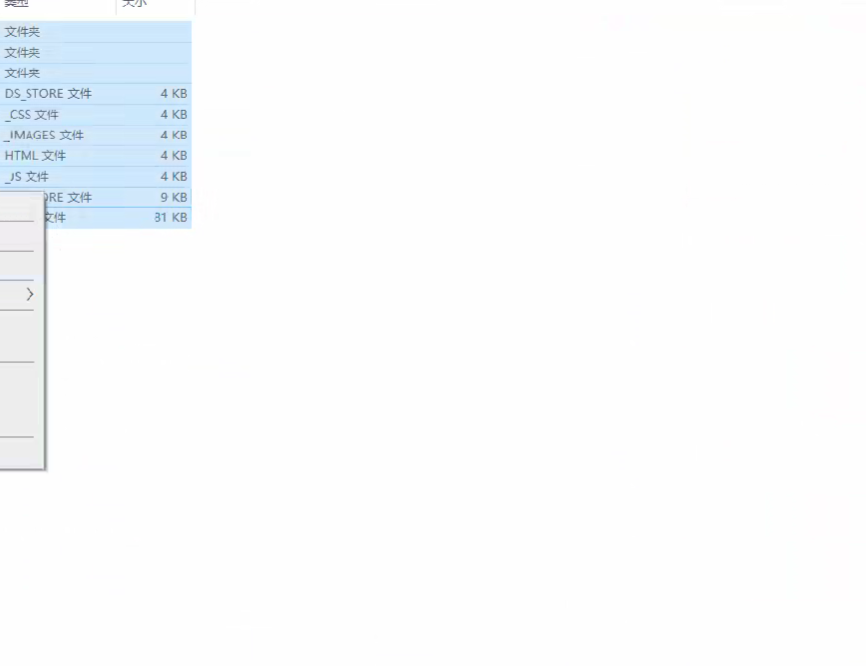 类型 大小
文件夹
文件夹
文件夹
DS_STORE 文件 4 KB
_CSS 文件 4 KB
_IMAGES 文件 4 KB
HTML 文件 4 KB
_JS 文件 4 KB
ORE 文件 9 KB
文件 31 KB